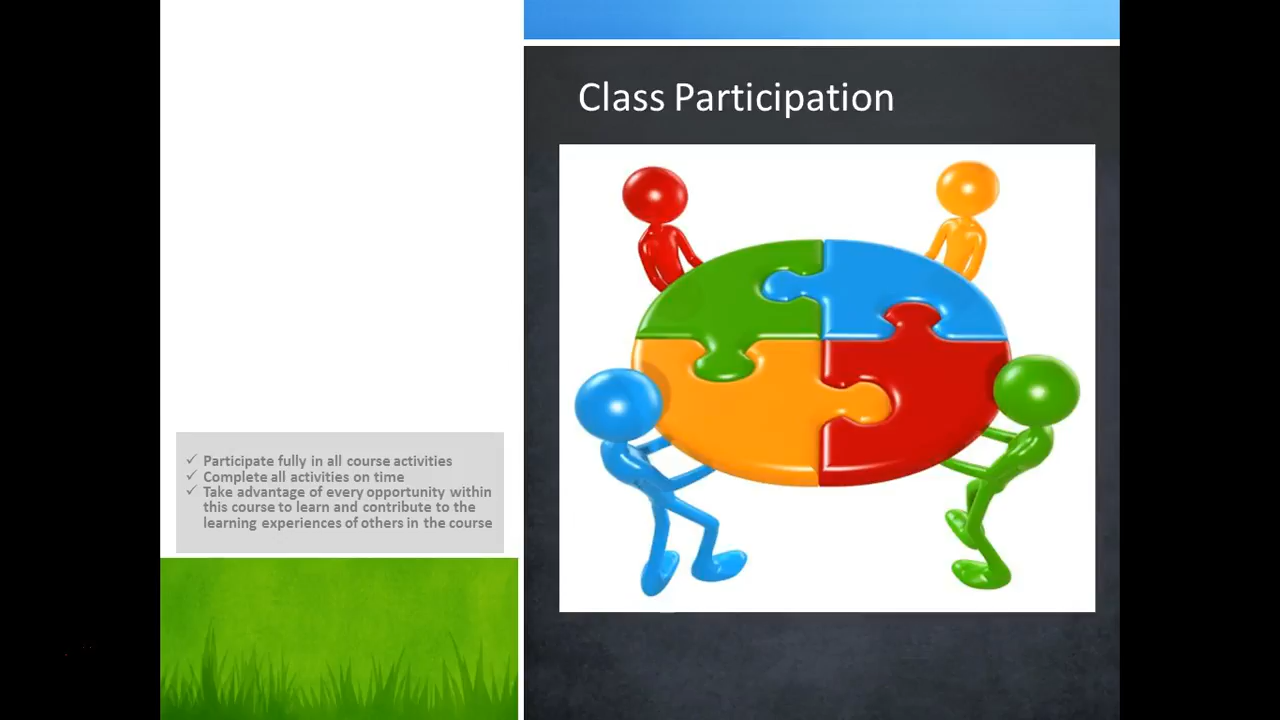 Class Participation
✓ Participate fully in all course activities
✓ Complete all activities on time
✓ Take advantage of every opportunity within
this course to learn and contribute to the
learning experiences of others in the course